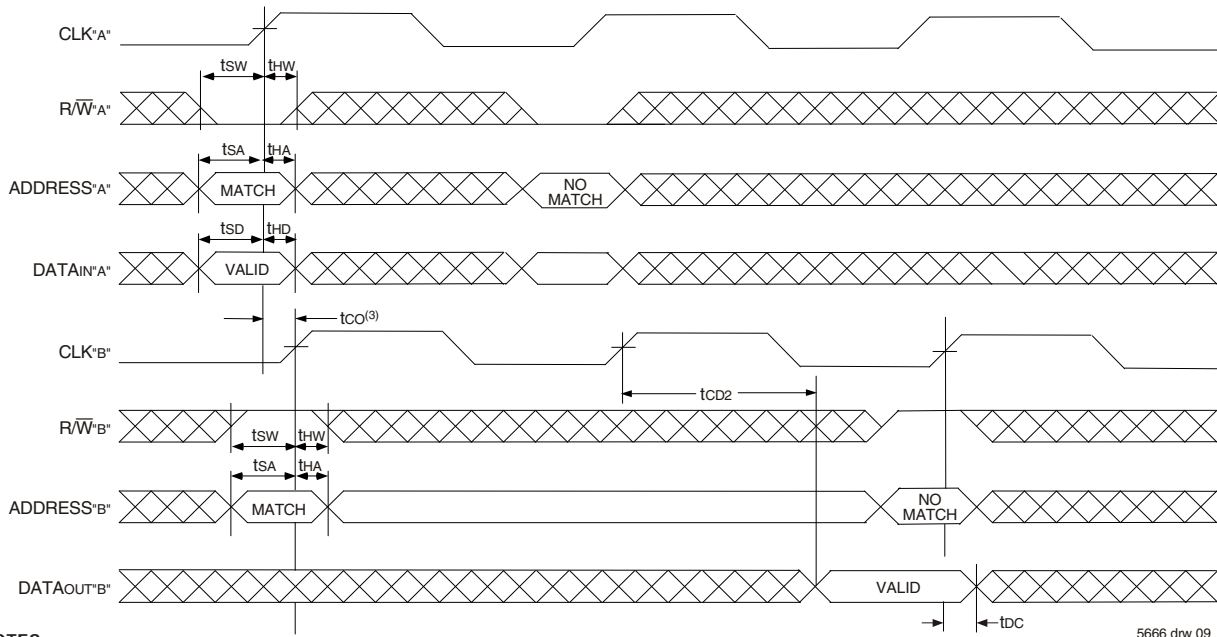 CLK"A"
tSW tHW
R/W̅"A"
tSA tHA
ADDRESS"A" MATCH NO MATCH
tSD tHD
DATAIN"A" VALID
tCO(3)
CLK"B"
tCD2
R/W̅"B"
tSW tHW
tSA tHA
ADDRESS"B" MATCH NO MATCH
DATAOUT"B" VALID
tDC
5666 drw 09